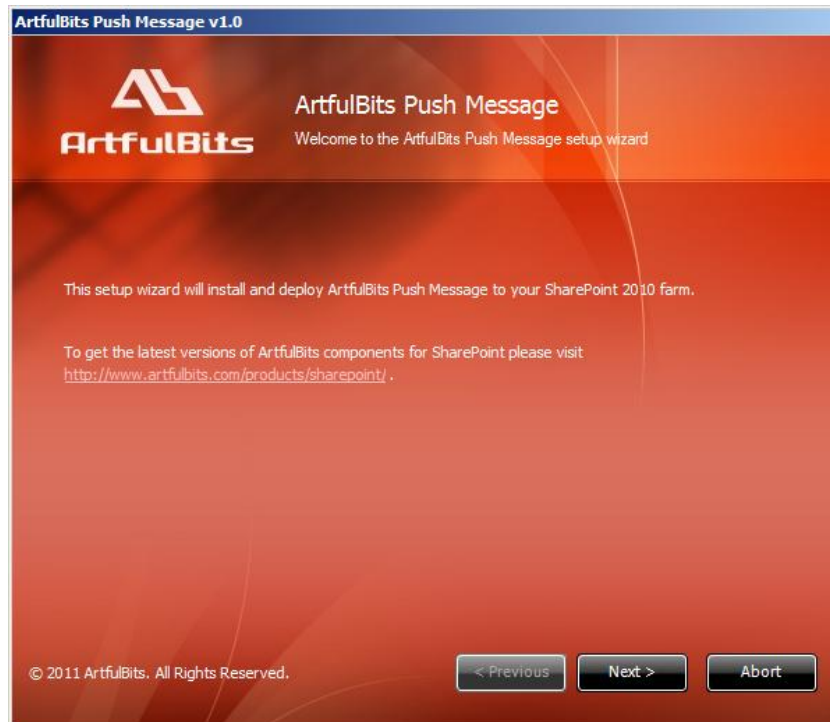 ArtfulBits Push Message v1.0
ArtfulBits
ArtfulBits Push Message
Welcome to the ArtfulBits Push Message setup wizard
This setup wizard will install and deploy ArtfulBits Push Message to your SharePoint 2010 farm.
To get the latest versions of ArtfulBits components for SharePoint please visit
http://www.artfulbits.com/products/sharepoint/ .
© 2011 ArtfulBits. All Rights Reserved.
< Previous
Next >
Abort